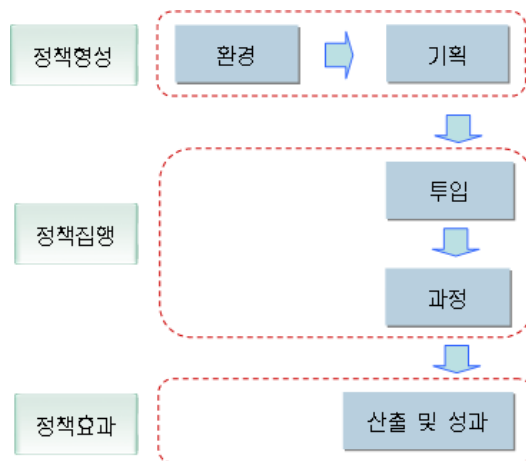 정책형성
환경
기획
투입
정책집행
과정
정책효과
산출 및 성과